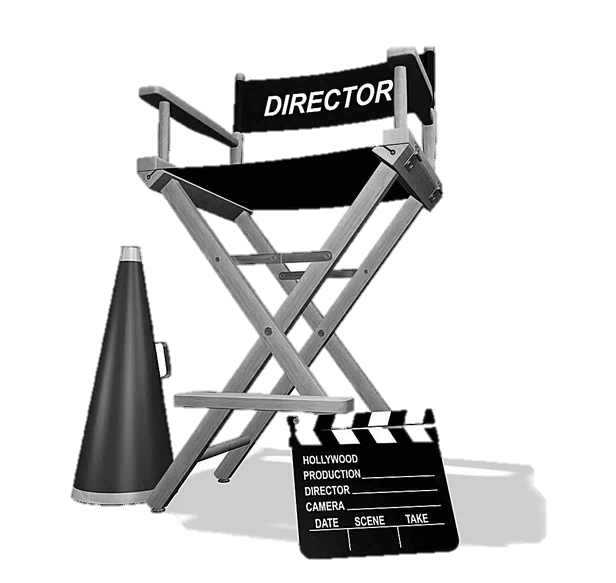 DIRECTOR
HOLLYWOOD
PRODUCTION
DIRECTOR
CAMERA
DATE SCENE TAKE